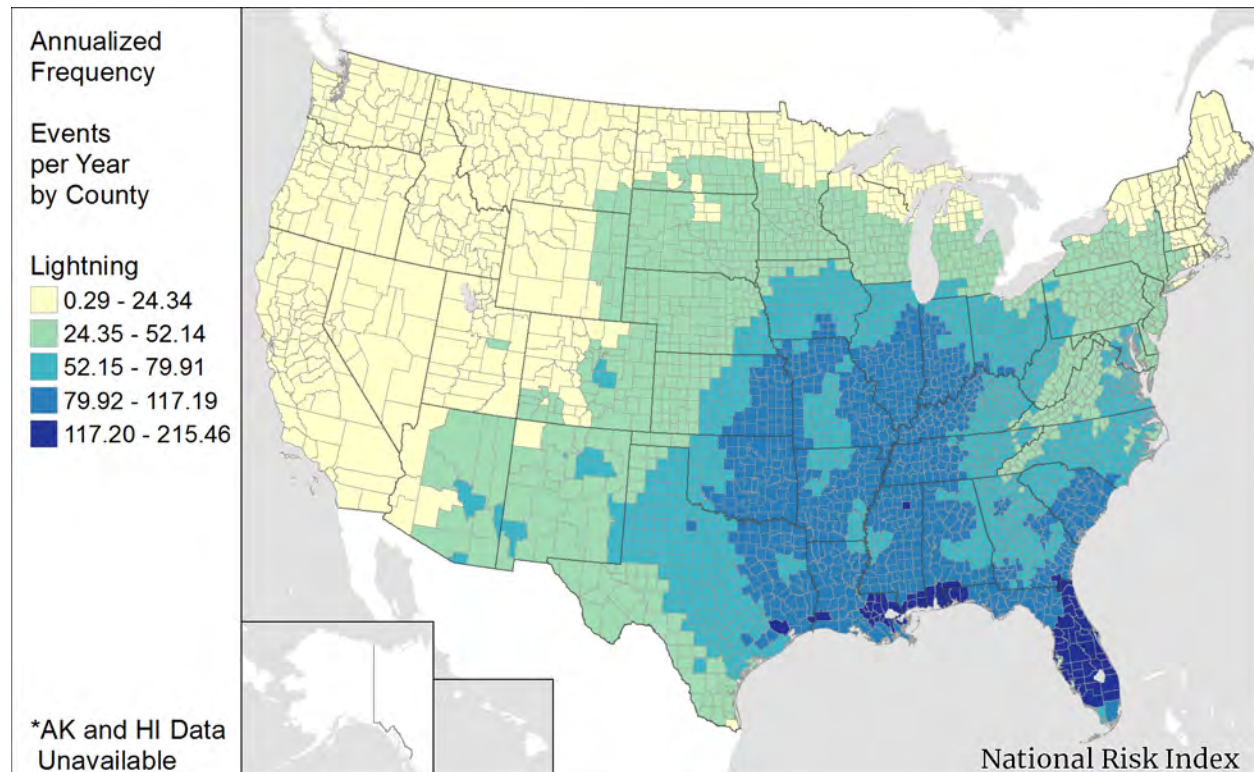 Annualized
Frequency
Events
per Year
by County
Lightning
0.29 - 24.34
24.35 - 52.14
52.15 - 79.91
79.92 - 117.19
117.20 - 215.46
*AK and HI Data
Unavailable
National Risk Index